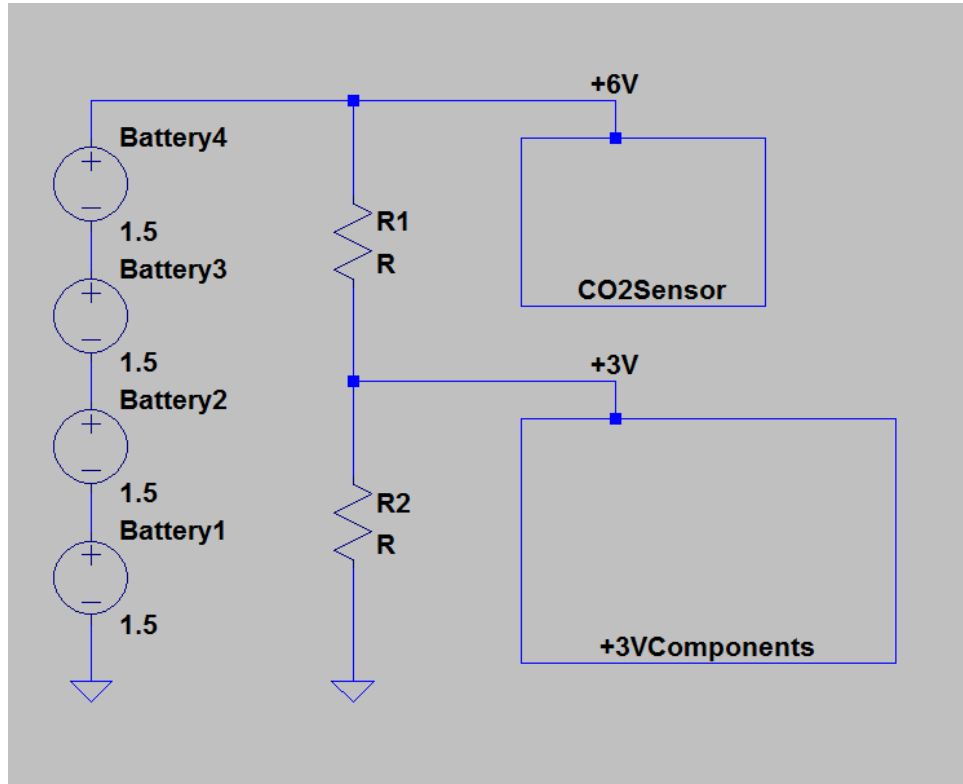 +6V
Battery4
1.5
R1
R
Battery3
1.5
CO2Sensor
+3V
Battery2
1.5
R2
R
Battery1
1.5
+3VComponents